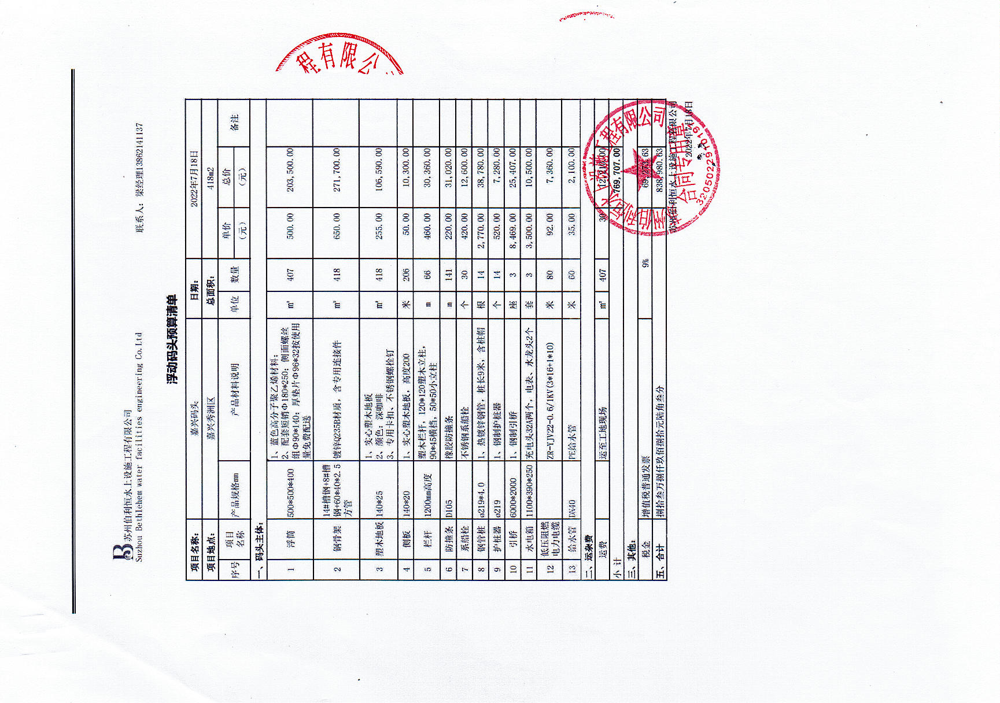 苏州佰利恒水上设施工程有限公司
Suzhou Bethlehem water facilities engineering Co. Ltd 联系人：梁经理13862141137
浮动码头预算清单
项目名称： 嘉兴码头 日期： 2022年7月18日
项目地点： 嘉兴秀洲区 总面积： 418m2
序号 项目名称 产品规格mm 产品材料说明 单位 数量 单价（元） 总价（元） 备注
一、码头主体：
1 浮筒 500*500*400 1、蓝色高分子聚乙烯材料； 2、配套短销Φ180*250；侧面螺丝组Φ90*140；厚垫片Φ96*32按使用量免费配送 m² 407 500.00 203,500.00
2 钢骨架 14#槽钢+8#槽钢+60*40*2.5方管 镀锌Q235B材质，含专用连接件 m² 418 650.00 271,700.00
3 塑木地板 140*25 1、实心塑木地板 2、颜色：深咖啡 3、专用卡扣、不锈钢螺栓钉 m² 418 255.00 106,590.00
4 侧板 140*20 1、实心塑木地板，高度200 米 206 50.00 10,300.00
5 栏杆 1200mm高度 塑木栏杆，120*120塑木立柱，90*45横档，50*50小立柱 m 66 460.00 30,360.00
6 防撞条 D105 橡胶防撞条 m 141 220.00 31,020.00
7 系船栓 不锈钢系船栓 个 30 420.00 12,600.00
8 钢管桩 ø219*4.0 1、热镀锌钢管，桩长9米，含桩帽 根 14 2,770.00 38,780.00
9 护桩器 ø219 1、钢制护桩器 个 14 520.00 7,280.00
10 引桥 6000*2000 1、钢制引桥 座 3 8,469.00 25,407.00
11 水电箱 1100*390*250 充电头32A两个，电表、水龙头2个 套 3 3,500.00 10,500.00
12 低压阻燃电力电缆 ZR-YJV22-0.6/1KV(3*16+1*10) 米 80 92.00 7,360.00
13 给水管 DN40 PE给水管 米 60 35.00 2,100.00
二、运杂费
运费 运至工地现场 m² 407 30
小计 769,707.00
三、其他：
税金 增值税普通发票 9% 69,273.63
五、合计 捌拾叁万捌仟玖佰捌拾元陆角叁分 838,980.63
苏州佰利恒水上设施工程有限公司
2022年7月18日
程有限公
合同专用章